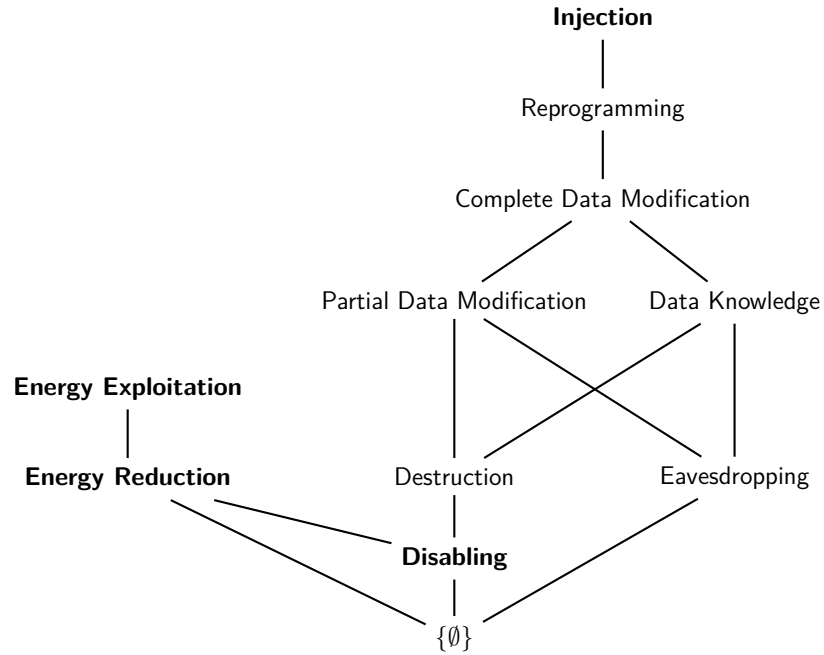 Injection
Reprogramming
Complete Data Modification
Partial Data Modification
Data Knowledge
Energy Exploitation
Energy Reduction
Destruction
Eavesdropping
Disabling
{∅}